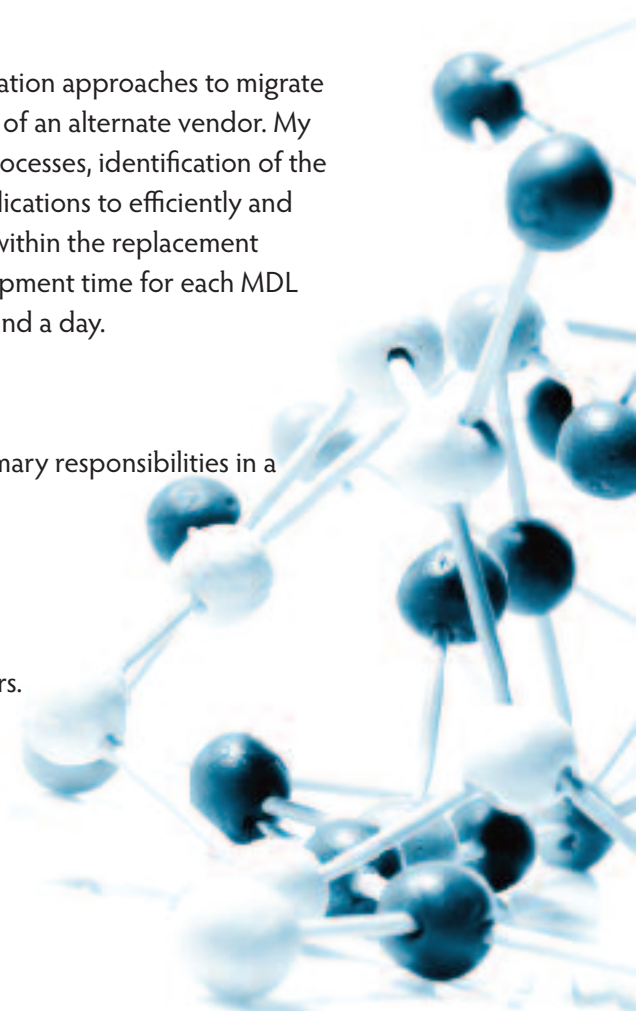 ation approaches to migrate
of an alternate vendor. My
ocesses, identification of the
lications to efficiently and
within the replacement
pment time for each MDL
nd a day.
mary responsibilities in a
rs.